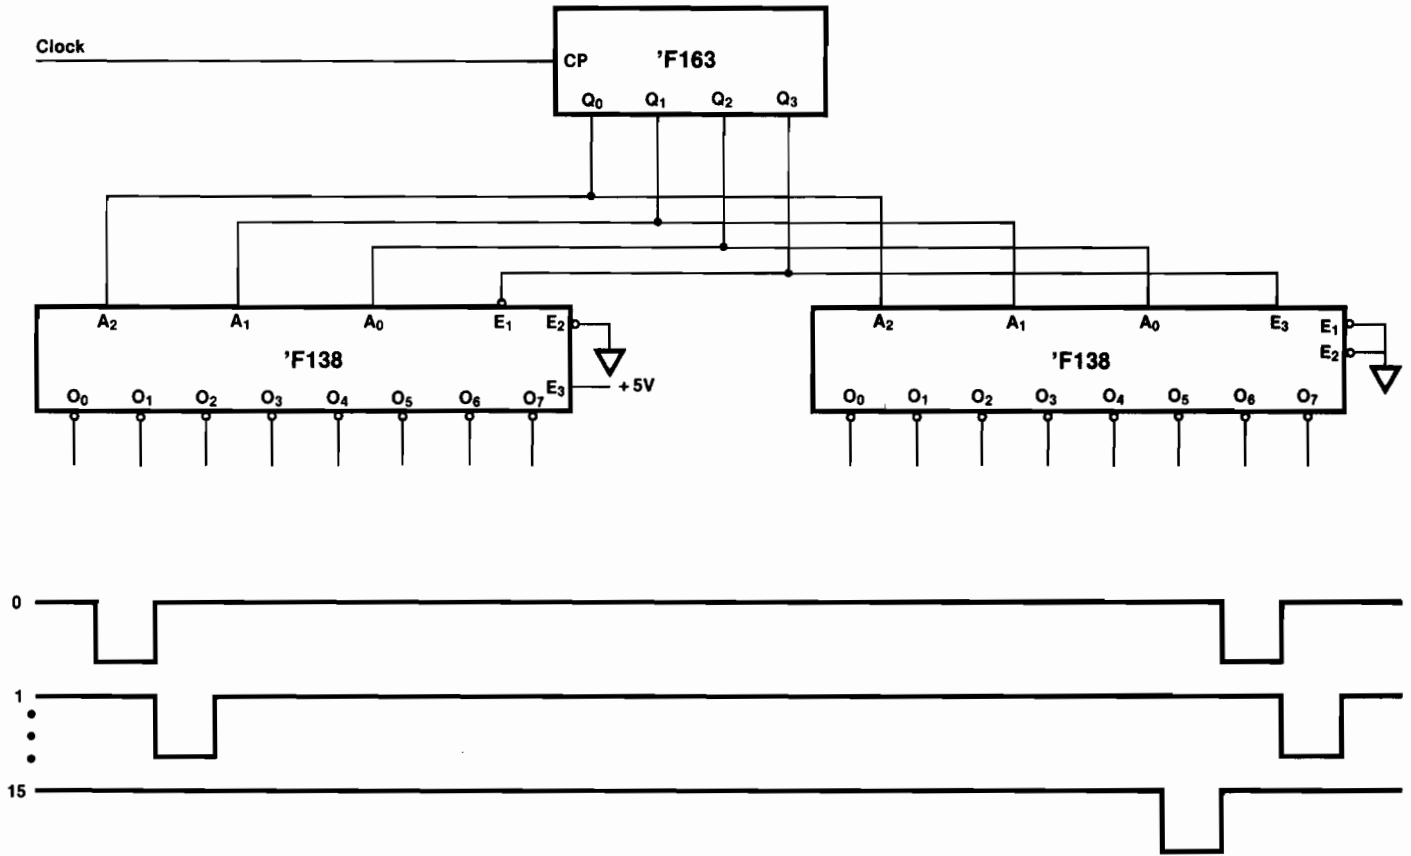 Clock
CP 'F163
Q0 Q1 Q2 Q3
A2 A1 A0 E1 E2
'F138
E3 +5V
O0 O1 O2 O3 O4 O5 O6 O7
A2 A1 A0 E3 E1
'F138 E2
O0 O1 O2 O3 O4 O5 O6 O7
0
1
15